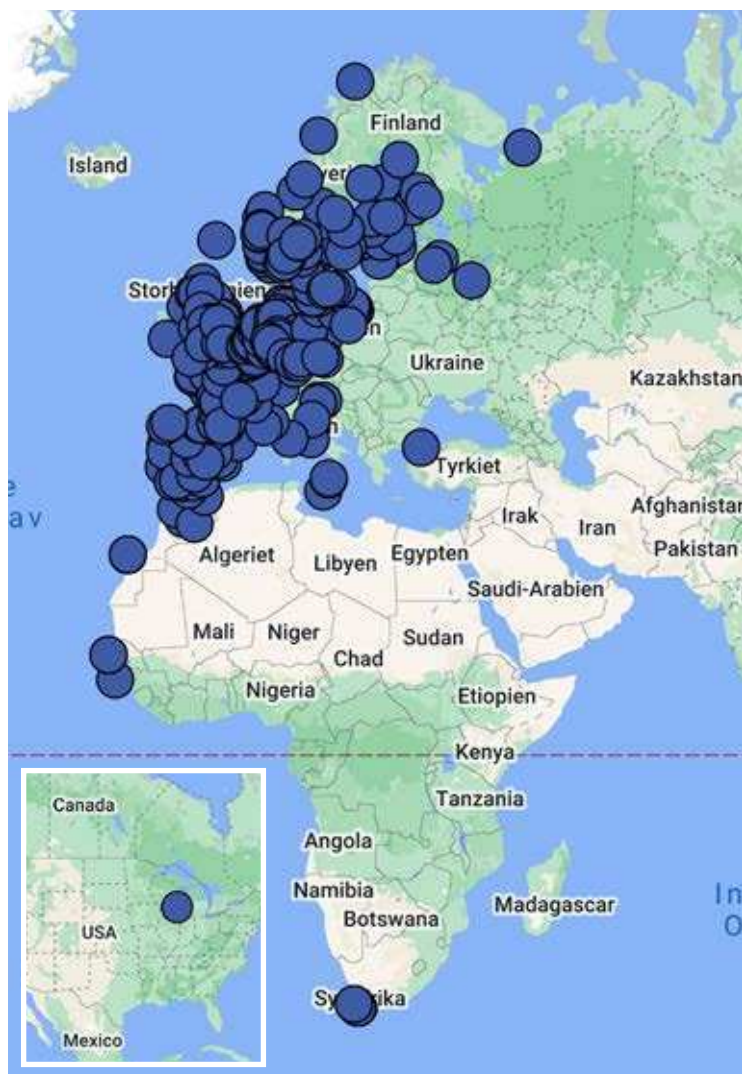 Finland
Island
Ukraine
Kazakhstan
Tyrkiet
Afghanistan
Irak
Iran
Pakistan
Algeriet
Libyen
Egypten
Saudi-Arabien
Mali
Niger
Sudan
Chad
Nigeria
Etiopien
Kenya
Tanzania
Angola
Namibia
Botswana
Madagascar
Canada
USA
Mexico